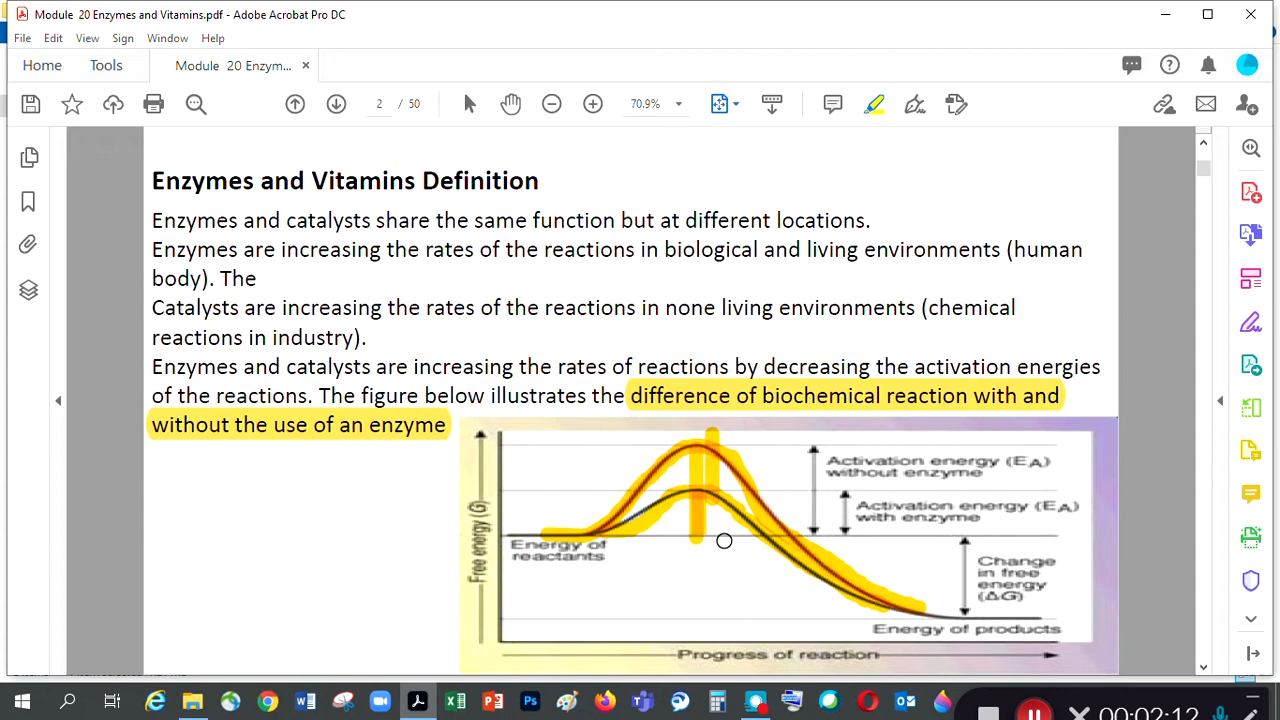 Module 20 Enzymes and Vitamins.pdf - Adobe Acrobat Pro DC
File Edit View Sign Window Help
Home Tools Module 20 Enzym... ×
2 / 50 70.9%
Enzymes and Vitamins Definition
Enzymes and catalysts share the same function but at different locations.
Enzymes are increasing the rates of the reactions in biological and living environments (human
body). The
Catalysts are increasing the rates of the reactions in none living environments (chemical
reactions in industry).
Enzymes and catalysts are increasing the rates of reactions by decreasing the activation energies
of the reactions. The figure below illustrates the difference of biochemical reaction with and
without the use of an enzyme
Free energy (G)
Activation energy (EA)
without enzyme
Activation energy (EA)
with enzyme
Energy of
reactants
Change
in free
energy
(ΔG)
Energy of products
Progress of reaction
00:02:12